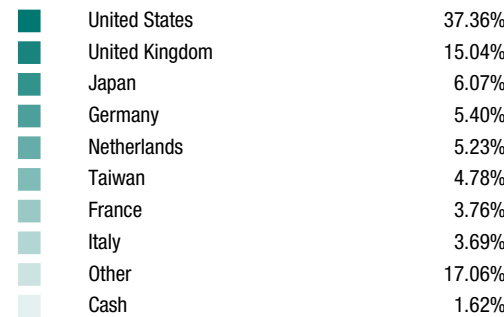 United States 37.36%
United Kingdom 15.04%
Japan 6.07%
Germany 5.40%
Netherlands 5.23%
Taiwan 4.78%
France 3.76%
Italy 3.69%
Other 17.06%
Cash 1.62%